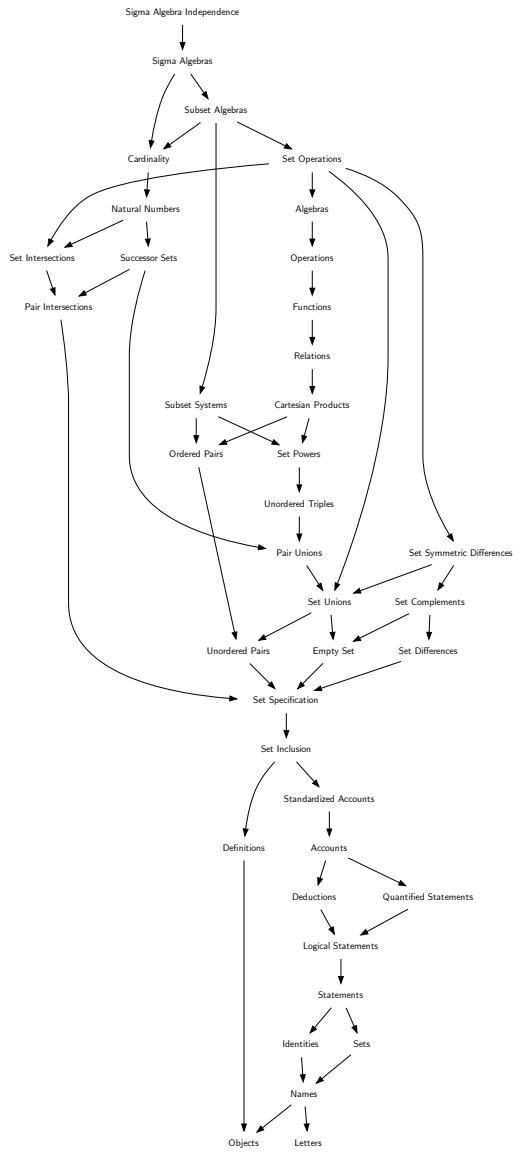 Sigma Algebra Independence
Sigma Algebras
Subset Algebras
Cardinality
Set Operations
Natural Numbers
Algebras
Set Intersections
Successor Sets
Operations
Pair Intersections
Functions
Relations
Subset Systems
Cartesian Products
Ordered Pairs
Set Powers
Unordered Triples
Pair Unions
Set Symmetric Differences
Set Unions
Set Complements
Unordered Pairs
Empty Set
Set Differences
Set Specification
Set Inclusion
Standardized Accounts
Definitions
Accounts
Deductions
Quantified Statements
Logical Statements
Statements
Identities
Sets
Names
Objects
Letters